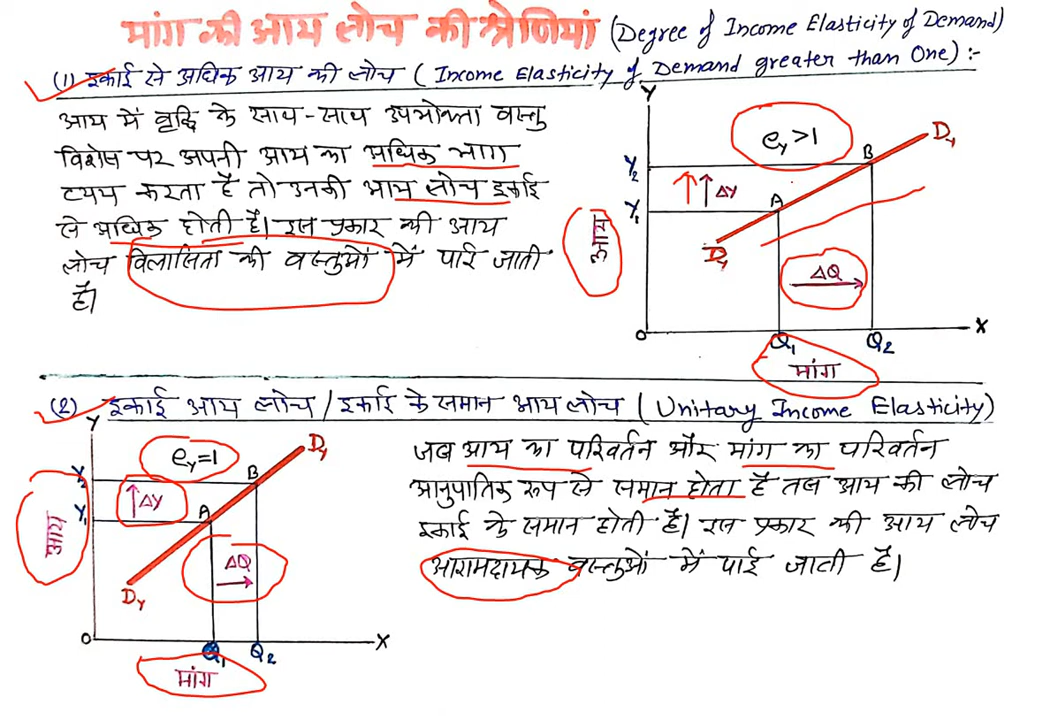 मांग की आय लोच की श्रेणियां (Degree of Income Elasticity of Demand)
(1) इकाई से अधिक आय की लोच ( Income Elasticity of Demand greater than One) :-
आय में वृद्धि के साथ-साथ उपभोक्ता वस्तु
विशेष पर अपनी आय का अधिक भाग
व्यय करता है तो उनकी आय लोच इकाई
से अधिक होती है। इस प्रकार की आय
लोच विलासिता की वस्तुओं में पाई जाती
है।
Y
ey>1
Dy
B
Y2
ΔY
A
Y1
Dy
आय
ΔQ
O
Q1
Q2
X
मांग
(2) इकाई आय लोच / इकाई के समान आय लोच ( Unitary Income Elasticity)
Y
Dy
ey=1
Y2
B
ΔY
Y1
A
आय
ΔQ
Dy
O
Q1
Q2
X
मांग
जब आय का परिवर्तन और मांग का परिवर्तन
आनुपातिक रूप से समान होता है तब आय की लोच
इकाई के समान होती है। इस प्रकार की आय लोच
आरामदायक वस्तुओं में पाई जाती है।